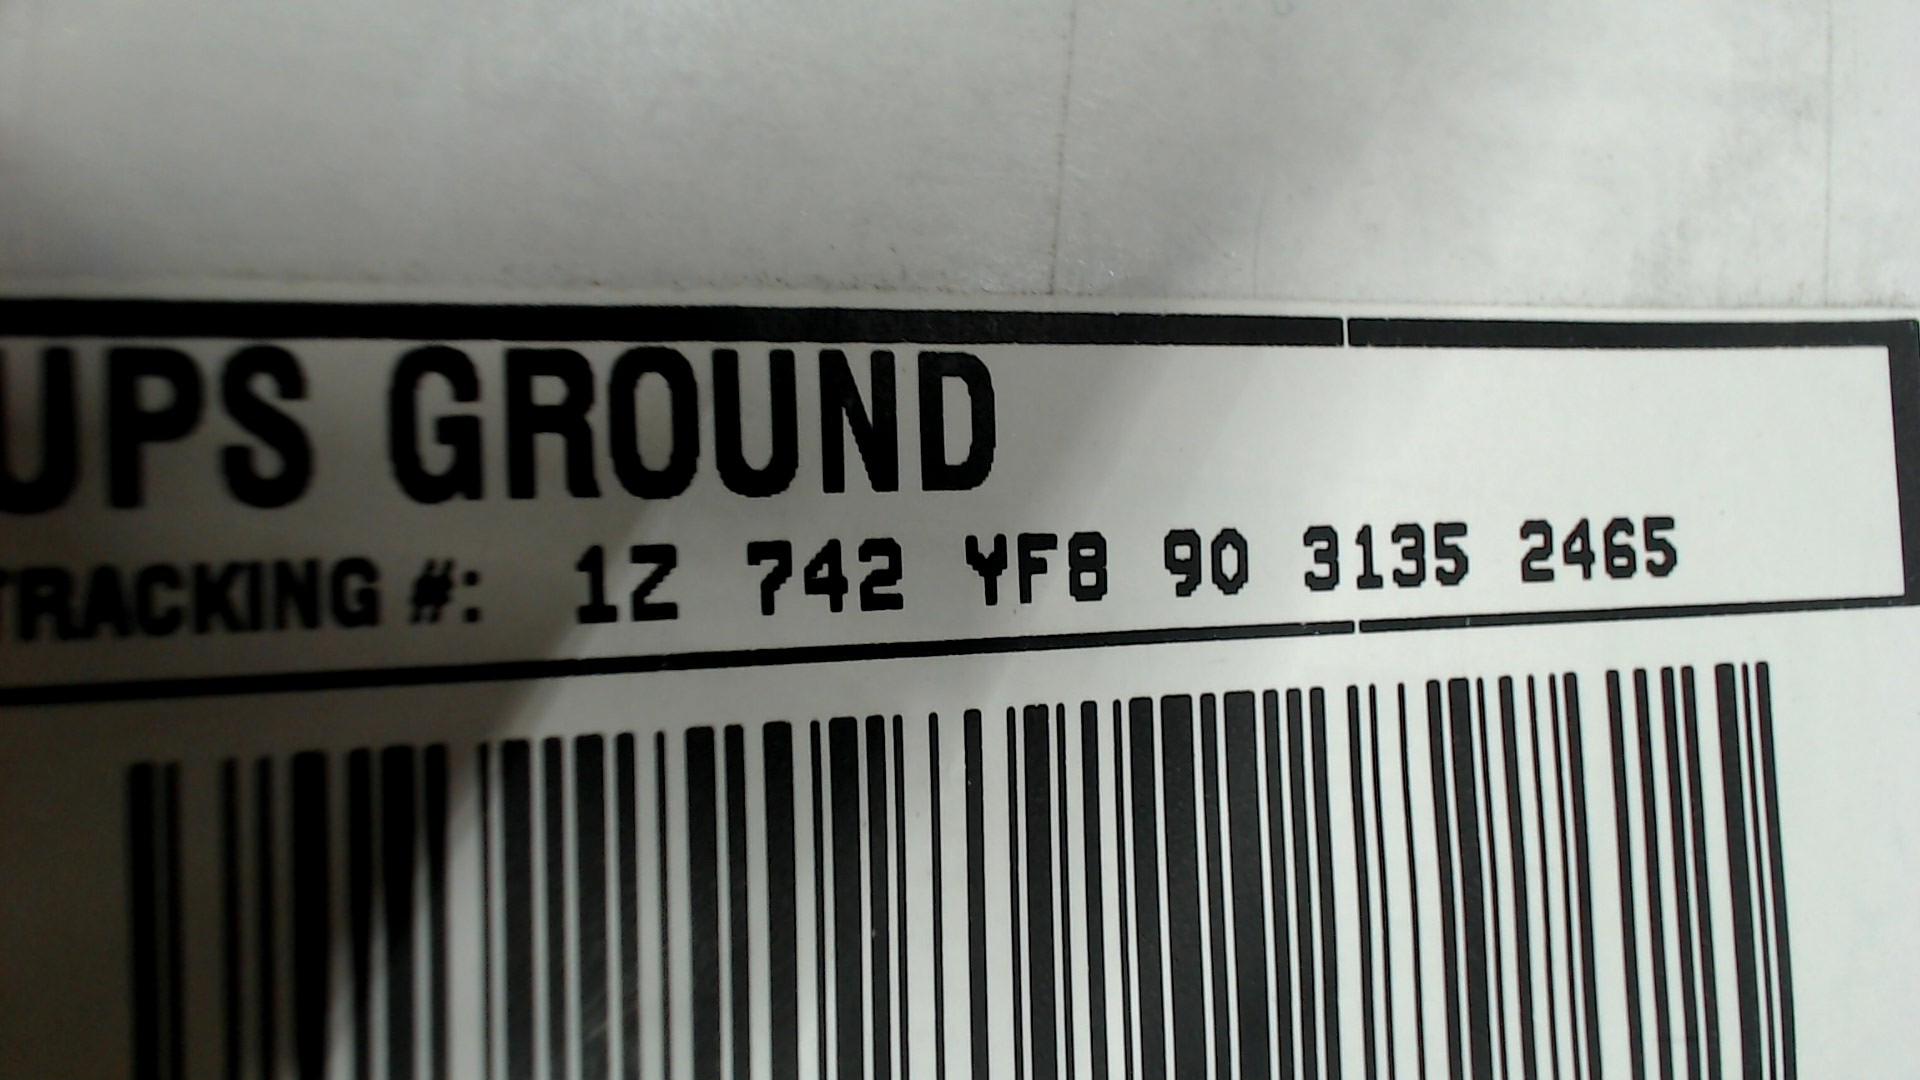 UPS GROUND
TRACKING #: 1Z 742 YF8 90 3135 2465